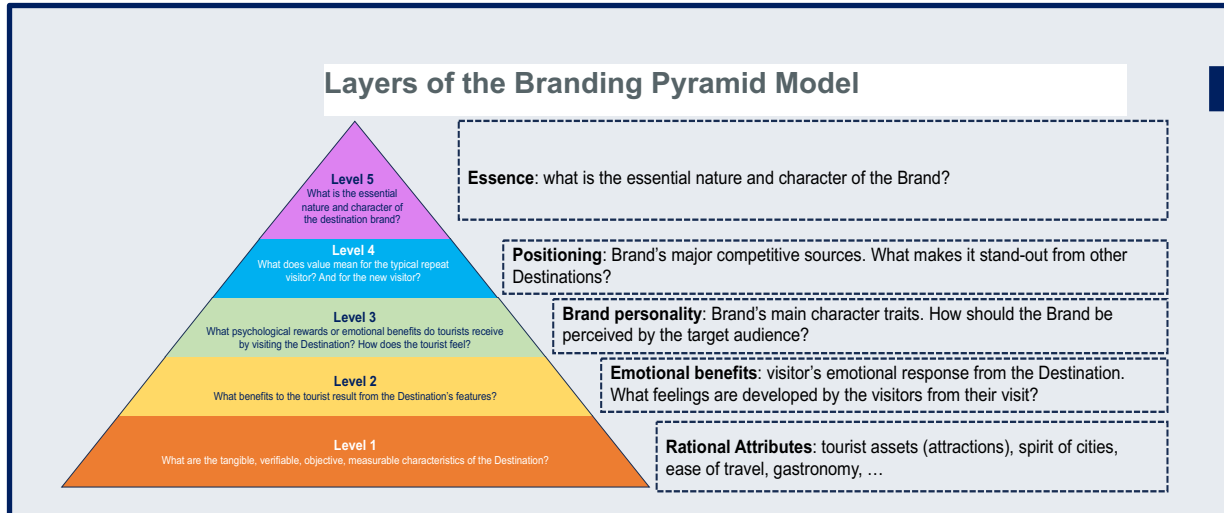 Layers of the Branding Pyramid Model
Level 5
What is the essential
nature and character of
the destination brand?
Essence: what is the essential nature and character of the Brand?
Level 4
What does value mean for the typical repeat
visitor? And for the new visitor?
Positioning: Brand's major competitive sources. What makes it stand-out from other
Destinations?
Level 3
What psychological rewards or emotional benefits do tourists receive
by visiting the Destination? How does the tourist feel?
Brand personality: Brand's main character traits. How should the Brand be
perceived by the target audience?
Level 2
What benefits to the tourist result from the Destination's features?
Emotional benefits: visitor's emotional response from the Destination.
What feelings are developed by the visitors from their visit?
Level 1
What are the tangible, verifiable, objective, measurable characteristics of the Destination?
Rational Attributes: tourist assets (attractions), spirit of cities,
ease of travel, gastronomy, …